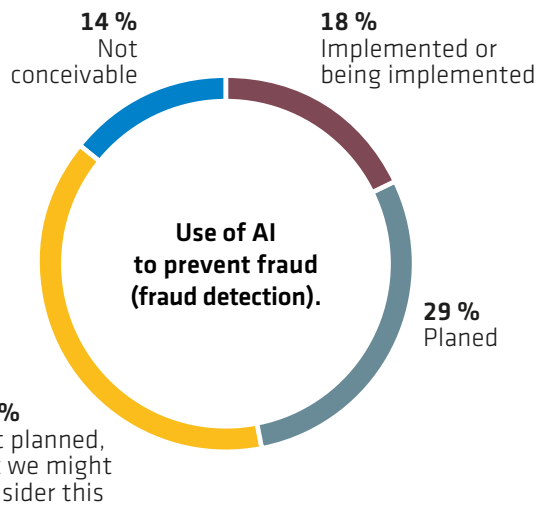 14 %
Not
conceivable
18 %
Implemented or
being implemented
Use of AI
to prevent fraud
(fraud detection).
29 %
Planed
%
planned,
we might
this